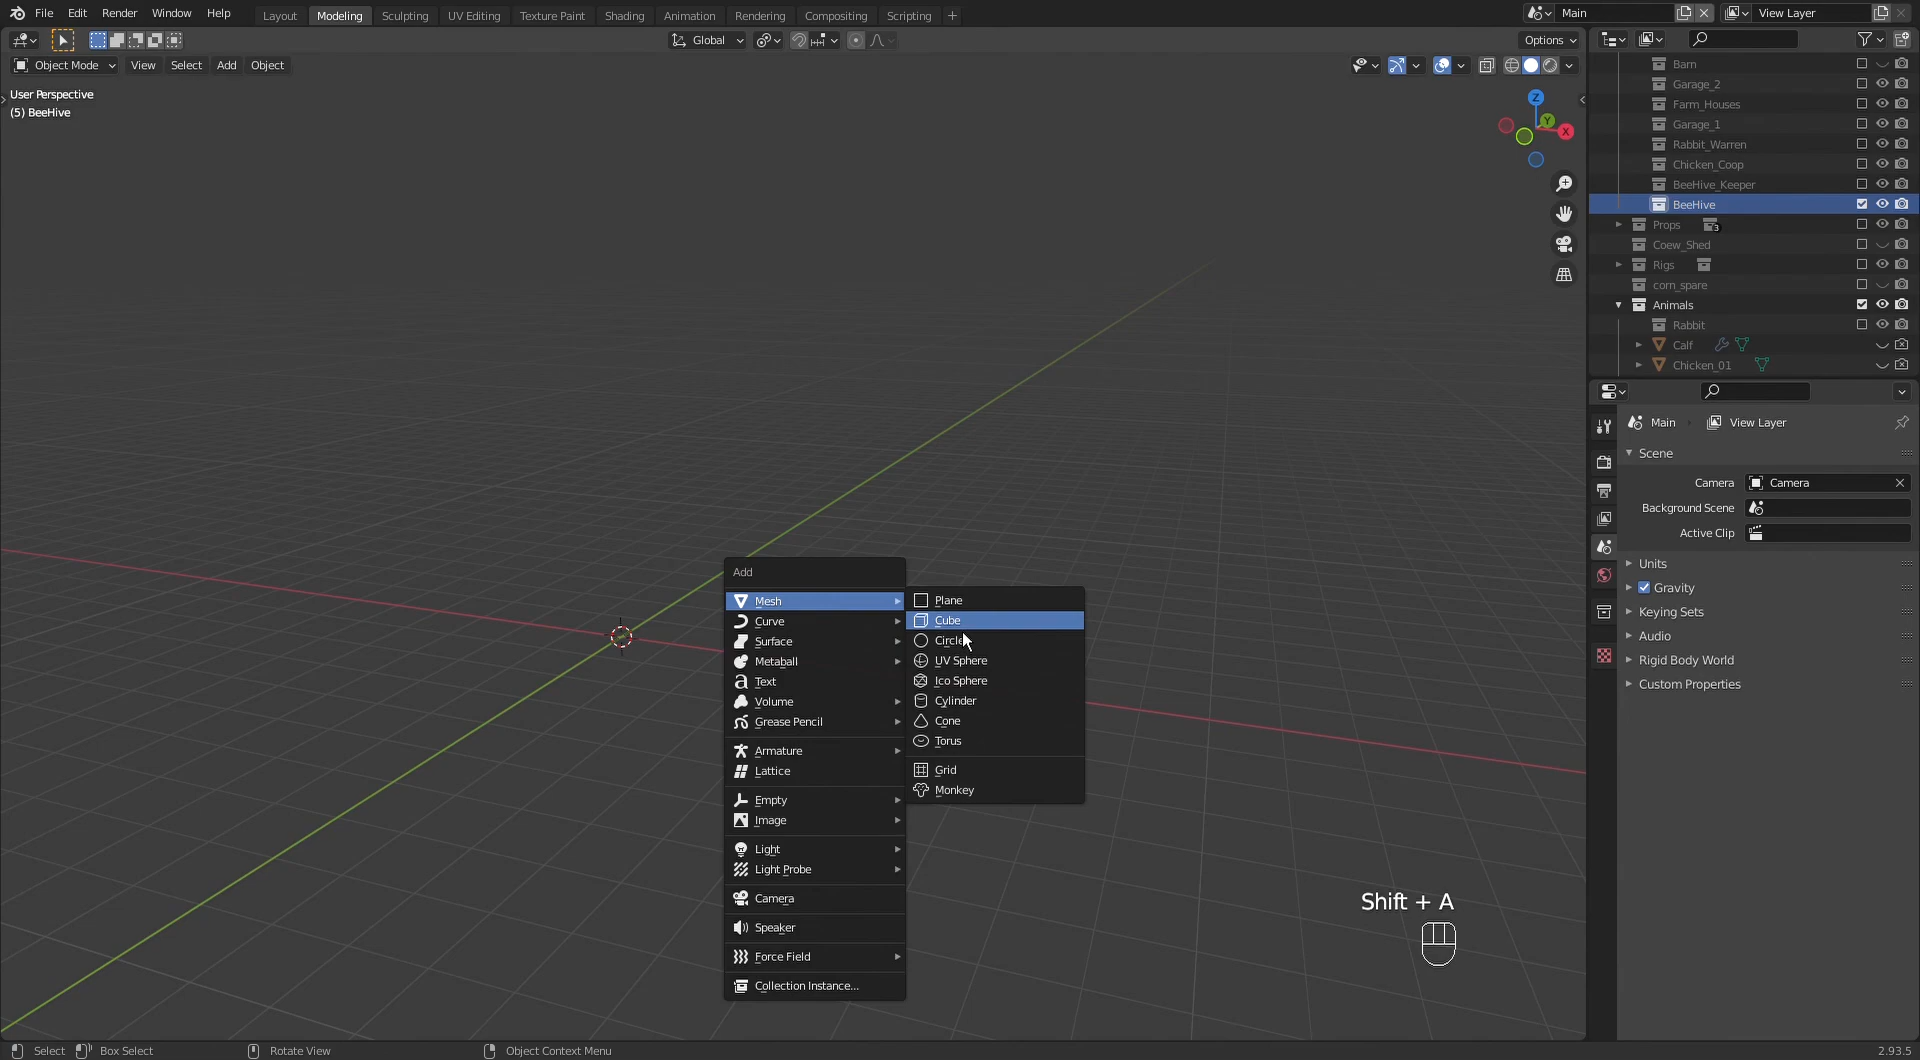 File Edit Render Window Help
Layout Modeling Sculpting UV Editing Texture Paint Shading Animation Rendering Compositing Scripting +
Main
View Layer
Global
Options
Object Mode View Select Add Object
User Perspective
(5) BeeHive
Z
Y
X
Barn
Garage_2
Farm_Houses
Garage_1
Rabbit_Warren
Chicken_Coop
BeeHive_Keeper
BeeHive
Props 3
Coew_Shed
Rigs
corn_spare
Animals
Rabbit
Calf
Chicken_01
Main View Layer
Scene
Camera Camera
Background Scene
Active Clip
Units
Gravity
Keying Sets
Audio
Rigid Body World
Custom Properties
Add
Mesh
Curve
Surface
Metaball
Text
Volume
Grease Pencil
Armature
Lattice
Empty
Image
Light
Light Probe
Camera
Speaker
Force Field
Collection Instance...
Plane
Cube
Circle
UV Sphere
Ico Sphere
Cylinder
Cone
Torus
Grid
Monkey
Shift + A
Select Box Select Rotate View Object Context Menu
2.93.5